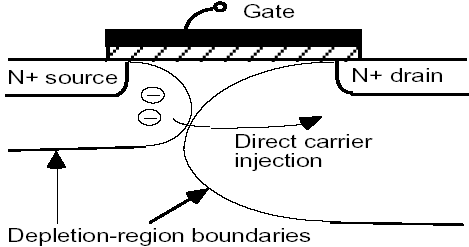 Gate
N+ source
N+ drain
Direct carrier
injection
Depletion-region boundaries